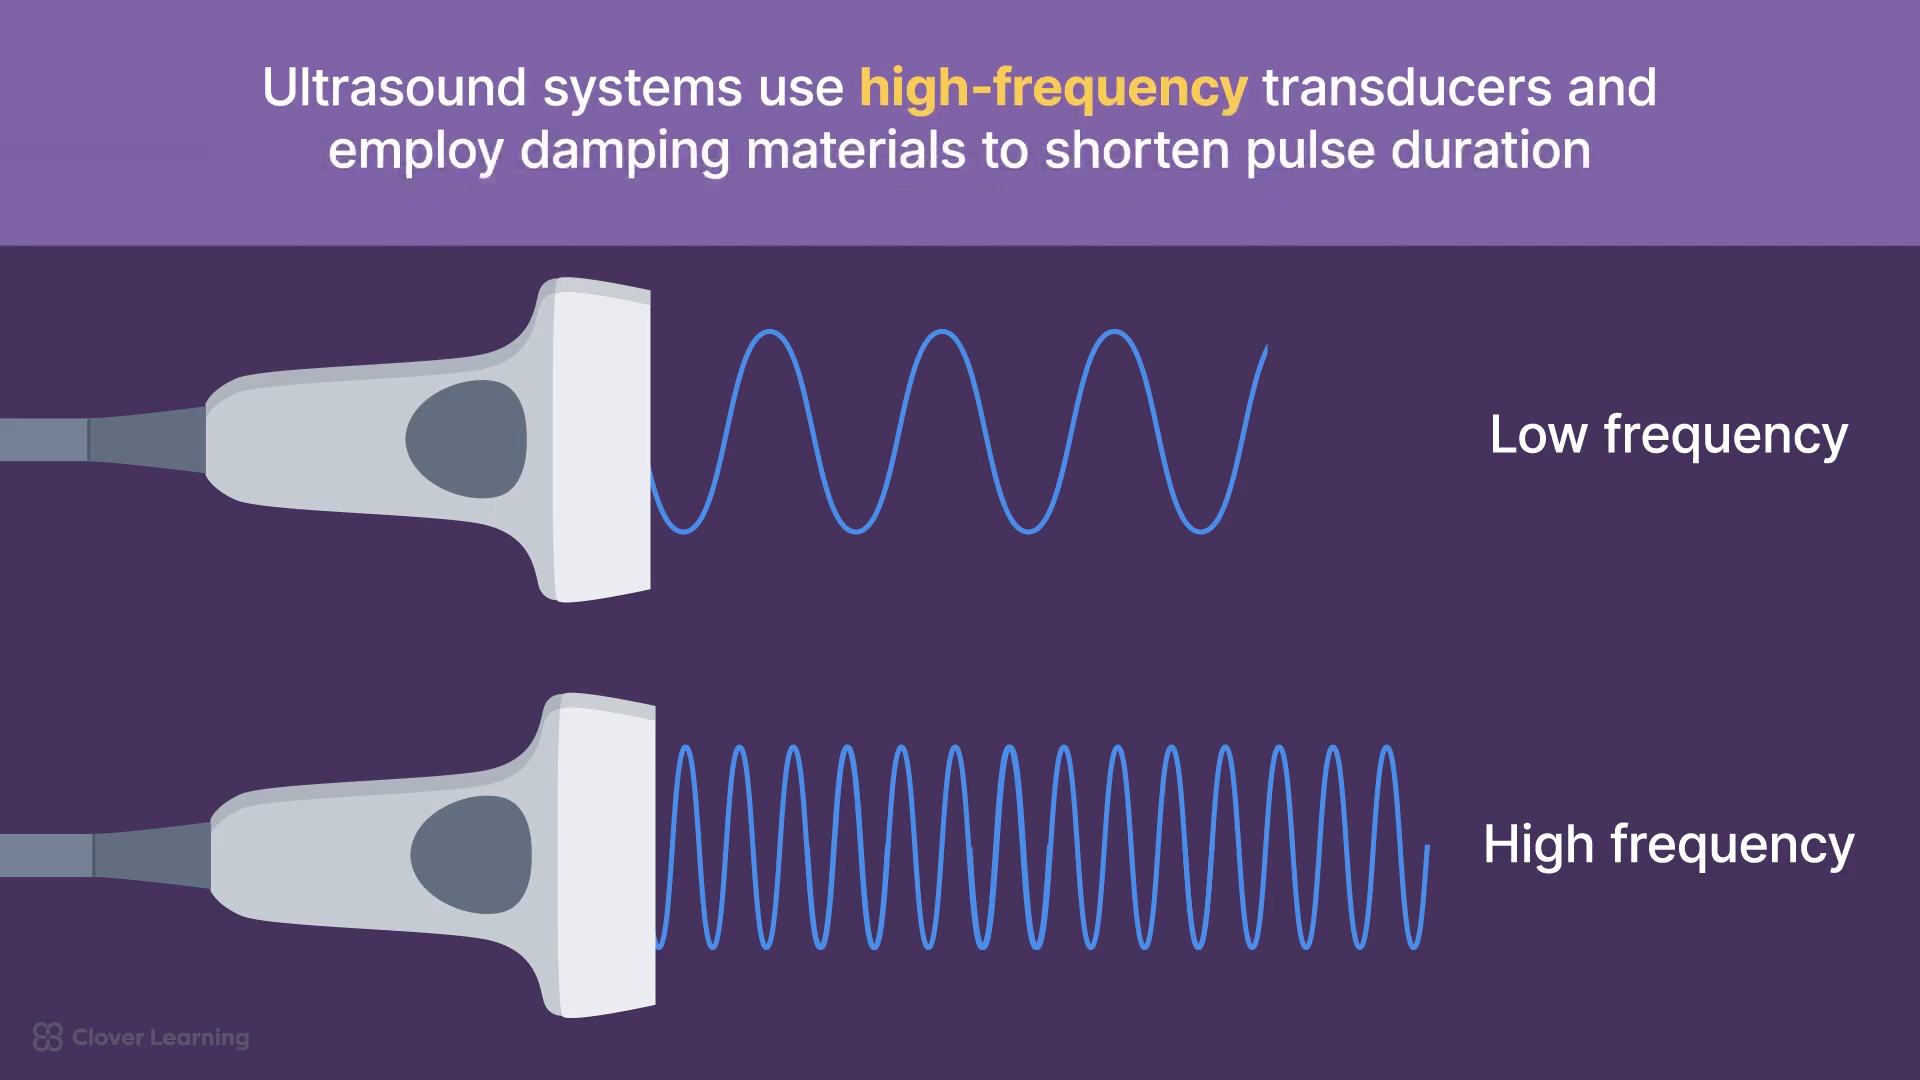 Ultrasound systems use high-frequency transducers and
employ damping materials to shorten pulse duration
Low frequency
High frequency
Clover Learning